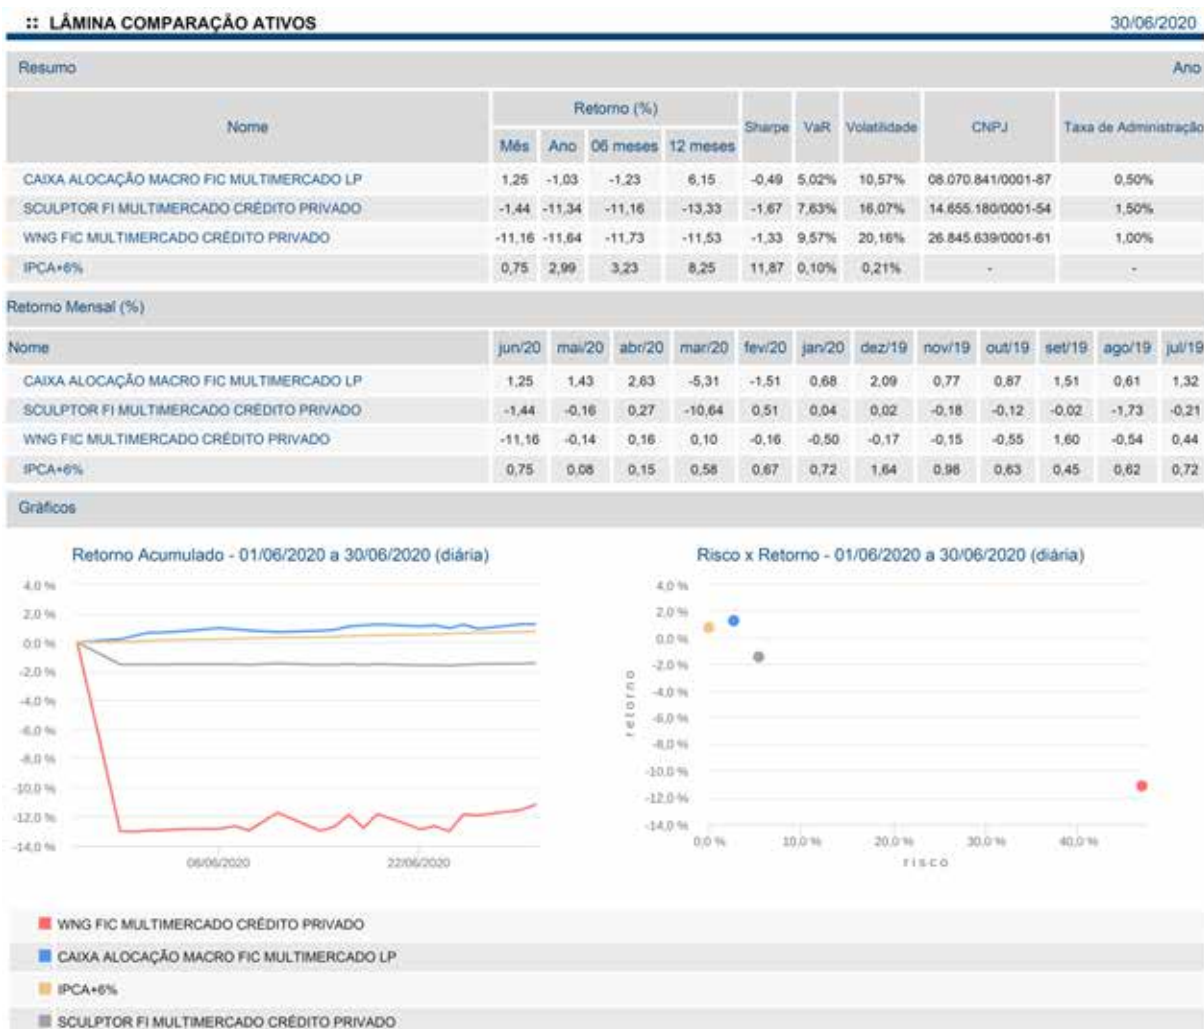 :: LÂMINA COMPARAÇÃO ATIVOS 30/06/2020
Resumo Ano
Nome Retorno (%) Sharpe VaR Volatilidade CNPJ Taxa de Administração
Mês Ano 06 meses 12 meses
CAIXA ALOCAÇÃO MACRO FIC MULTIMERCADO LP 1,25 -1,03 -1,23 6,15 -0,49 5,02% 10,57% 08.070.841/0001-87 0,50%
SCULPTOR FI MULTIMERCADO CRÉDITO PRIVADO -1,44 -11,34 -11,16 -13,33 -1,67 7,63% 16,07% 14.655.180/0001-54 1,50%
WNG FIC MULTIMERCADO CRÉDITO PRIVADO -11,16 -11,64 -11,73 -11,53 -1,33 9,57% 20,16% 26.845.639/0001-61 1,00%
IPCA+6% 0,75 2,99 3,23 8,25 11,87 0,10% 0,21% - -
Retorno Mensal (%)
Nome jun/20 mai/20 abr/20 mar/20 fev/20 jan/20 dez/19 nov/19 out/19 set/19 ago/19 jul/19
CAIXA ALOCAÇÃO MACRO FIC MULTIMERCADO LP 1,25 1,43 2,63 -5,31 -1,51 0,68 2,09 0,77 0,87 1,51 0,61 1,32
SCULPTOR FI MULTIMERCADO CRÉDITO PRIVADO -1,44 -0,16 0,27 -10,64 0,51 0,04 0,02 -0,18 -0,12 -0,02 -1,73 -0,21
WNG FIC MULTIMERCADO CRÉDITO PRIVADO -11,16 -0,14 0,16 0,10 -0,16 -0,50 -0,17 -0,15 -0,55 1,60 -0,54 0,44
IPCA+6% 0,75 0,08 0,15 0,58 0,67 0,72 1,64 0,98 0,63 0,45 0,62 0,72
Gráficos
Retorno Acumulado - 01/06/2020 a 30/06/2020 (diária)
4,0 %
2,0 %
0,0 %
-2,0 %
-4,0 %
-6,0 %
-8,0 %
-10,0 %
-12,0 %
-14,0 %
08/06/2020 22/06/2020
Risco x Retorno - 01/06/2020 a 30/06/2020 (diária)
retorno
4,0 %
2,0 %
0,0 %
-2,0 %
-4,0 %
-6,0 %
-8,0 %
-10,0 %
-12,0 %
-14,0 %
0,0 % 10,0 % 20,0 % 30,0 % 40,0 %
risco
WNG FIC MULTIMERCADO CRÉDITO PRIVADO
CAIXA ALOCAÇÃO MACRO FIC MULTIMERCADO LP
IPCA+6%
SCULPTOR FI MULTIMERCADO CRÉDITO PRIVADO